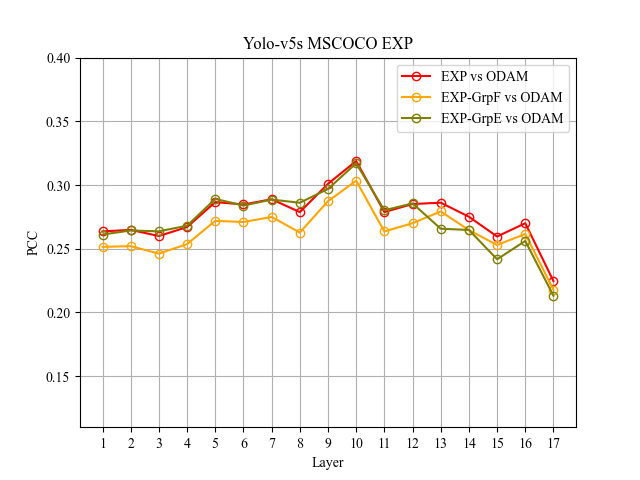 Yolo-v5s MSCOCO EXP
EXP vs ODAM
EXP-GrpF vs ODAM
EXP-GrpE vs ODAM
PCC
0.40
0.35
0.30
0.25
0.20
0.15
1 2 3 4 5 6 7 8 9 10 11 12 13 14 15 16 17
Layer